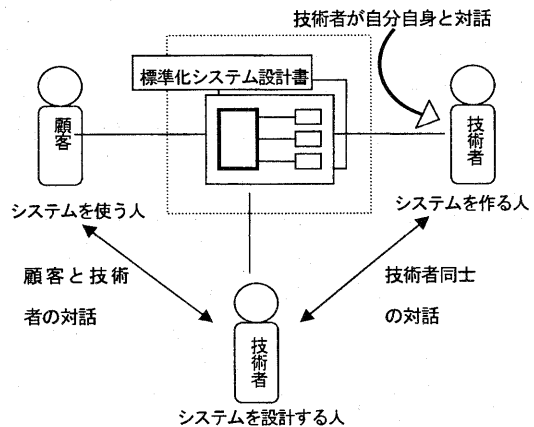 技術者が自分自身と対話
標準化システム設計書
顧客
技術者
システムを使う人
システムを作る人
顧客と技術
者の対話
技術者同士
の対話
技術者
システムを設計する人